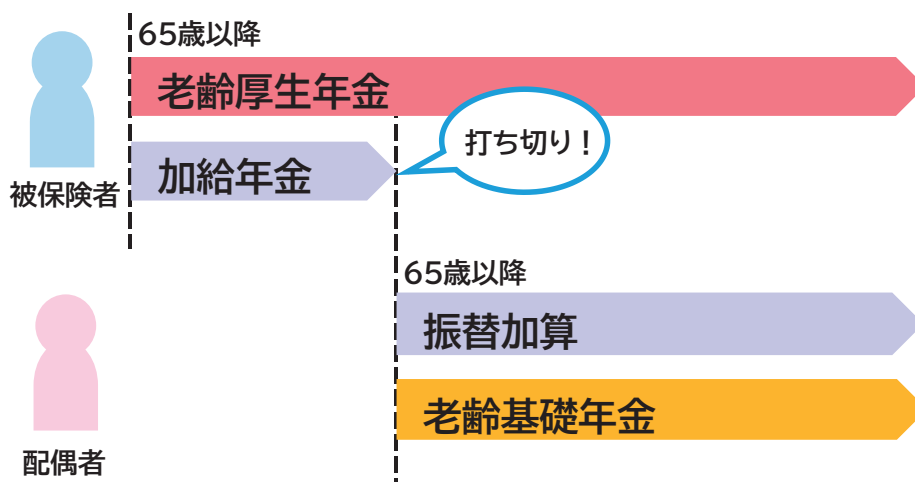 65歳以降
老齢厚生年金
打ち切り！
加給年金
被保険者
65歳以降
振替加算
老齢基礎年金
配偶者